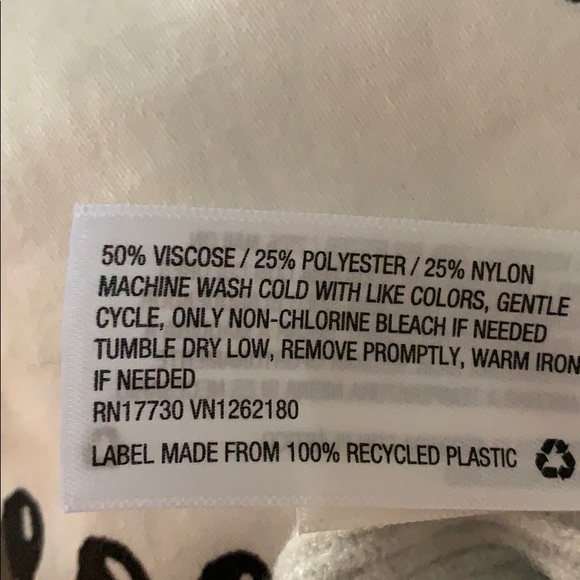 50% VISCOSE / 25% POLYESTER / 25% NYLON
MACHINE WASH COLD WITH LIKE COLORS, GENTLE
CYCLE, ONLY NON-CHLORINE BLEACH IF NEEDED
TUMBLE DRY LOW, REMOVE PROMPTLY, WARM IRON
IF NEEDED
RN17730 VN1262180
LABEL MADE FROM 100% RECYCLED PLASTIC